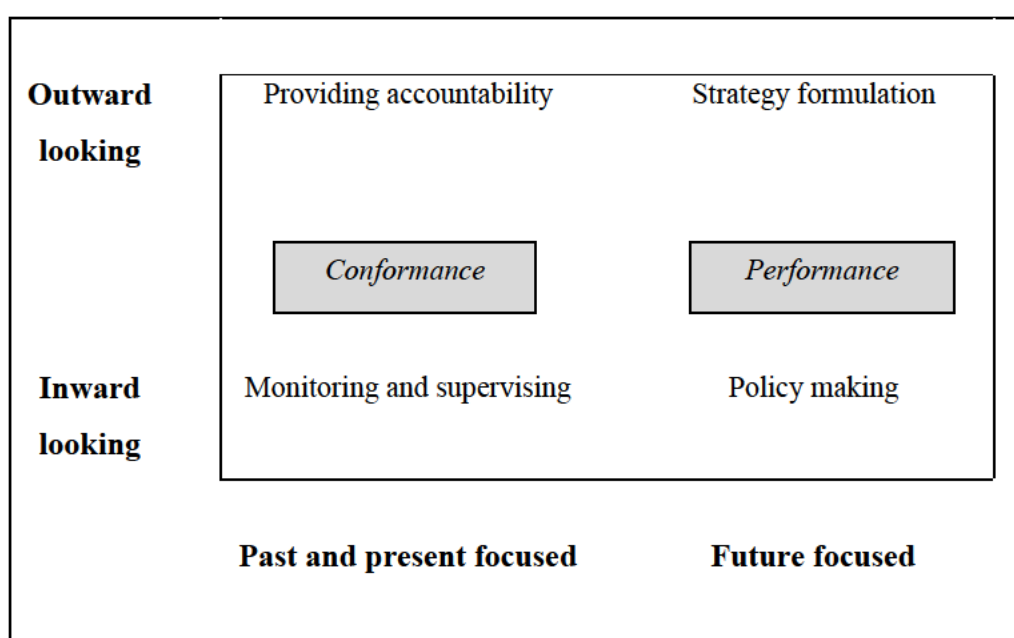 Outward looking
Providing accountability
Strategy formulation
Conformance
Performance
Inward looking
Monitoring and supervising
Policy making
Past and present focused
Future focused